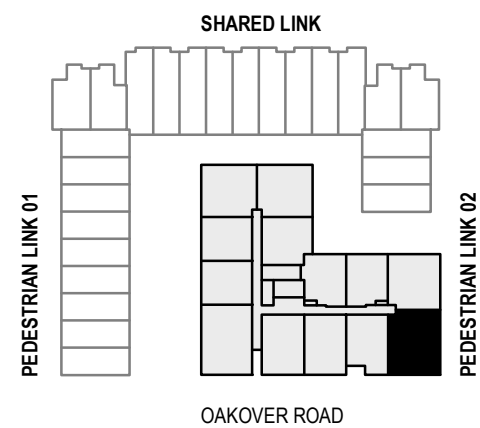 SHARED LINK
PEDESTRIAN LINK 01
PEDESTRIAN LINK 02
OAKOVER ROAD